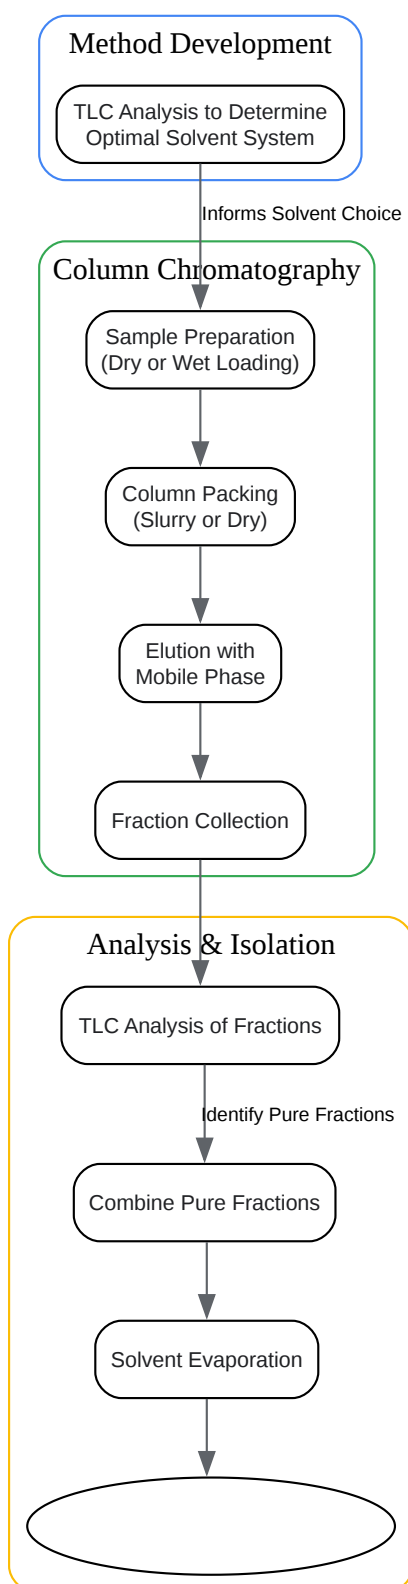 Method Development
TLC Analysis to Determine
Optimal Solvent System
Informs Solvent Choice
Column Chromatography
Sample Preparation
(Dry or Wet Loading)
Column Packing
(Slurry or Dry)
Elution with
Mobile Phase
Fraction Collection
Analysis & Isolation
TLC Analysis of Fractions
Identify Pure Fractions
Combine Pure Fractions
Solvent Evaporation